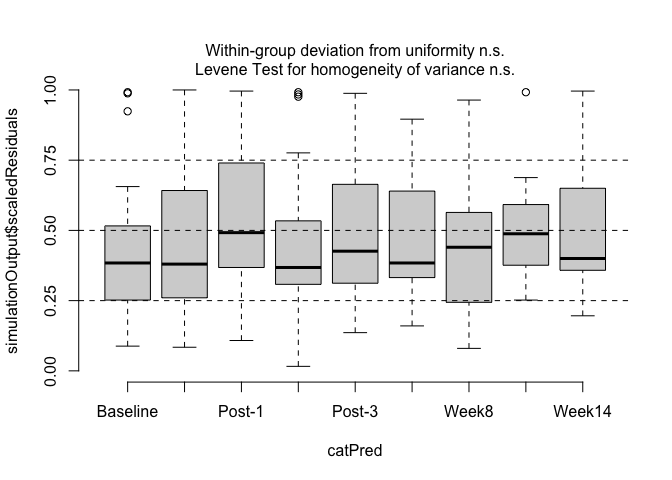 Within-group deviation from uniformity n.s.
Levene Test for homogeneity of variance n.s.
simulationOutput$scaledResiduals
1.00
0.75
0.50
0.25
0.00
Baseline Post-1 Post-3 Week8 Week14
catPred